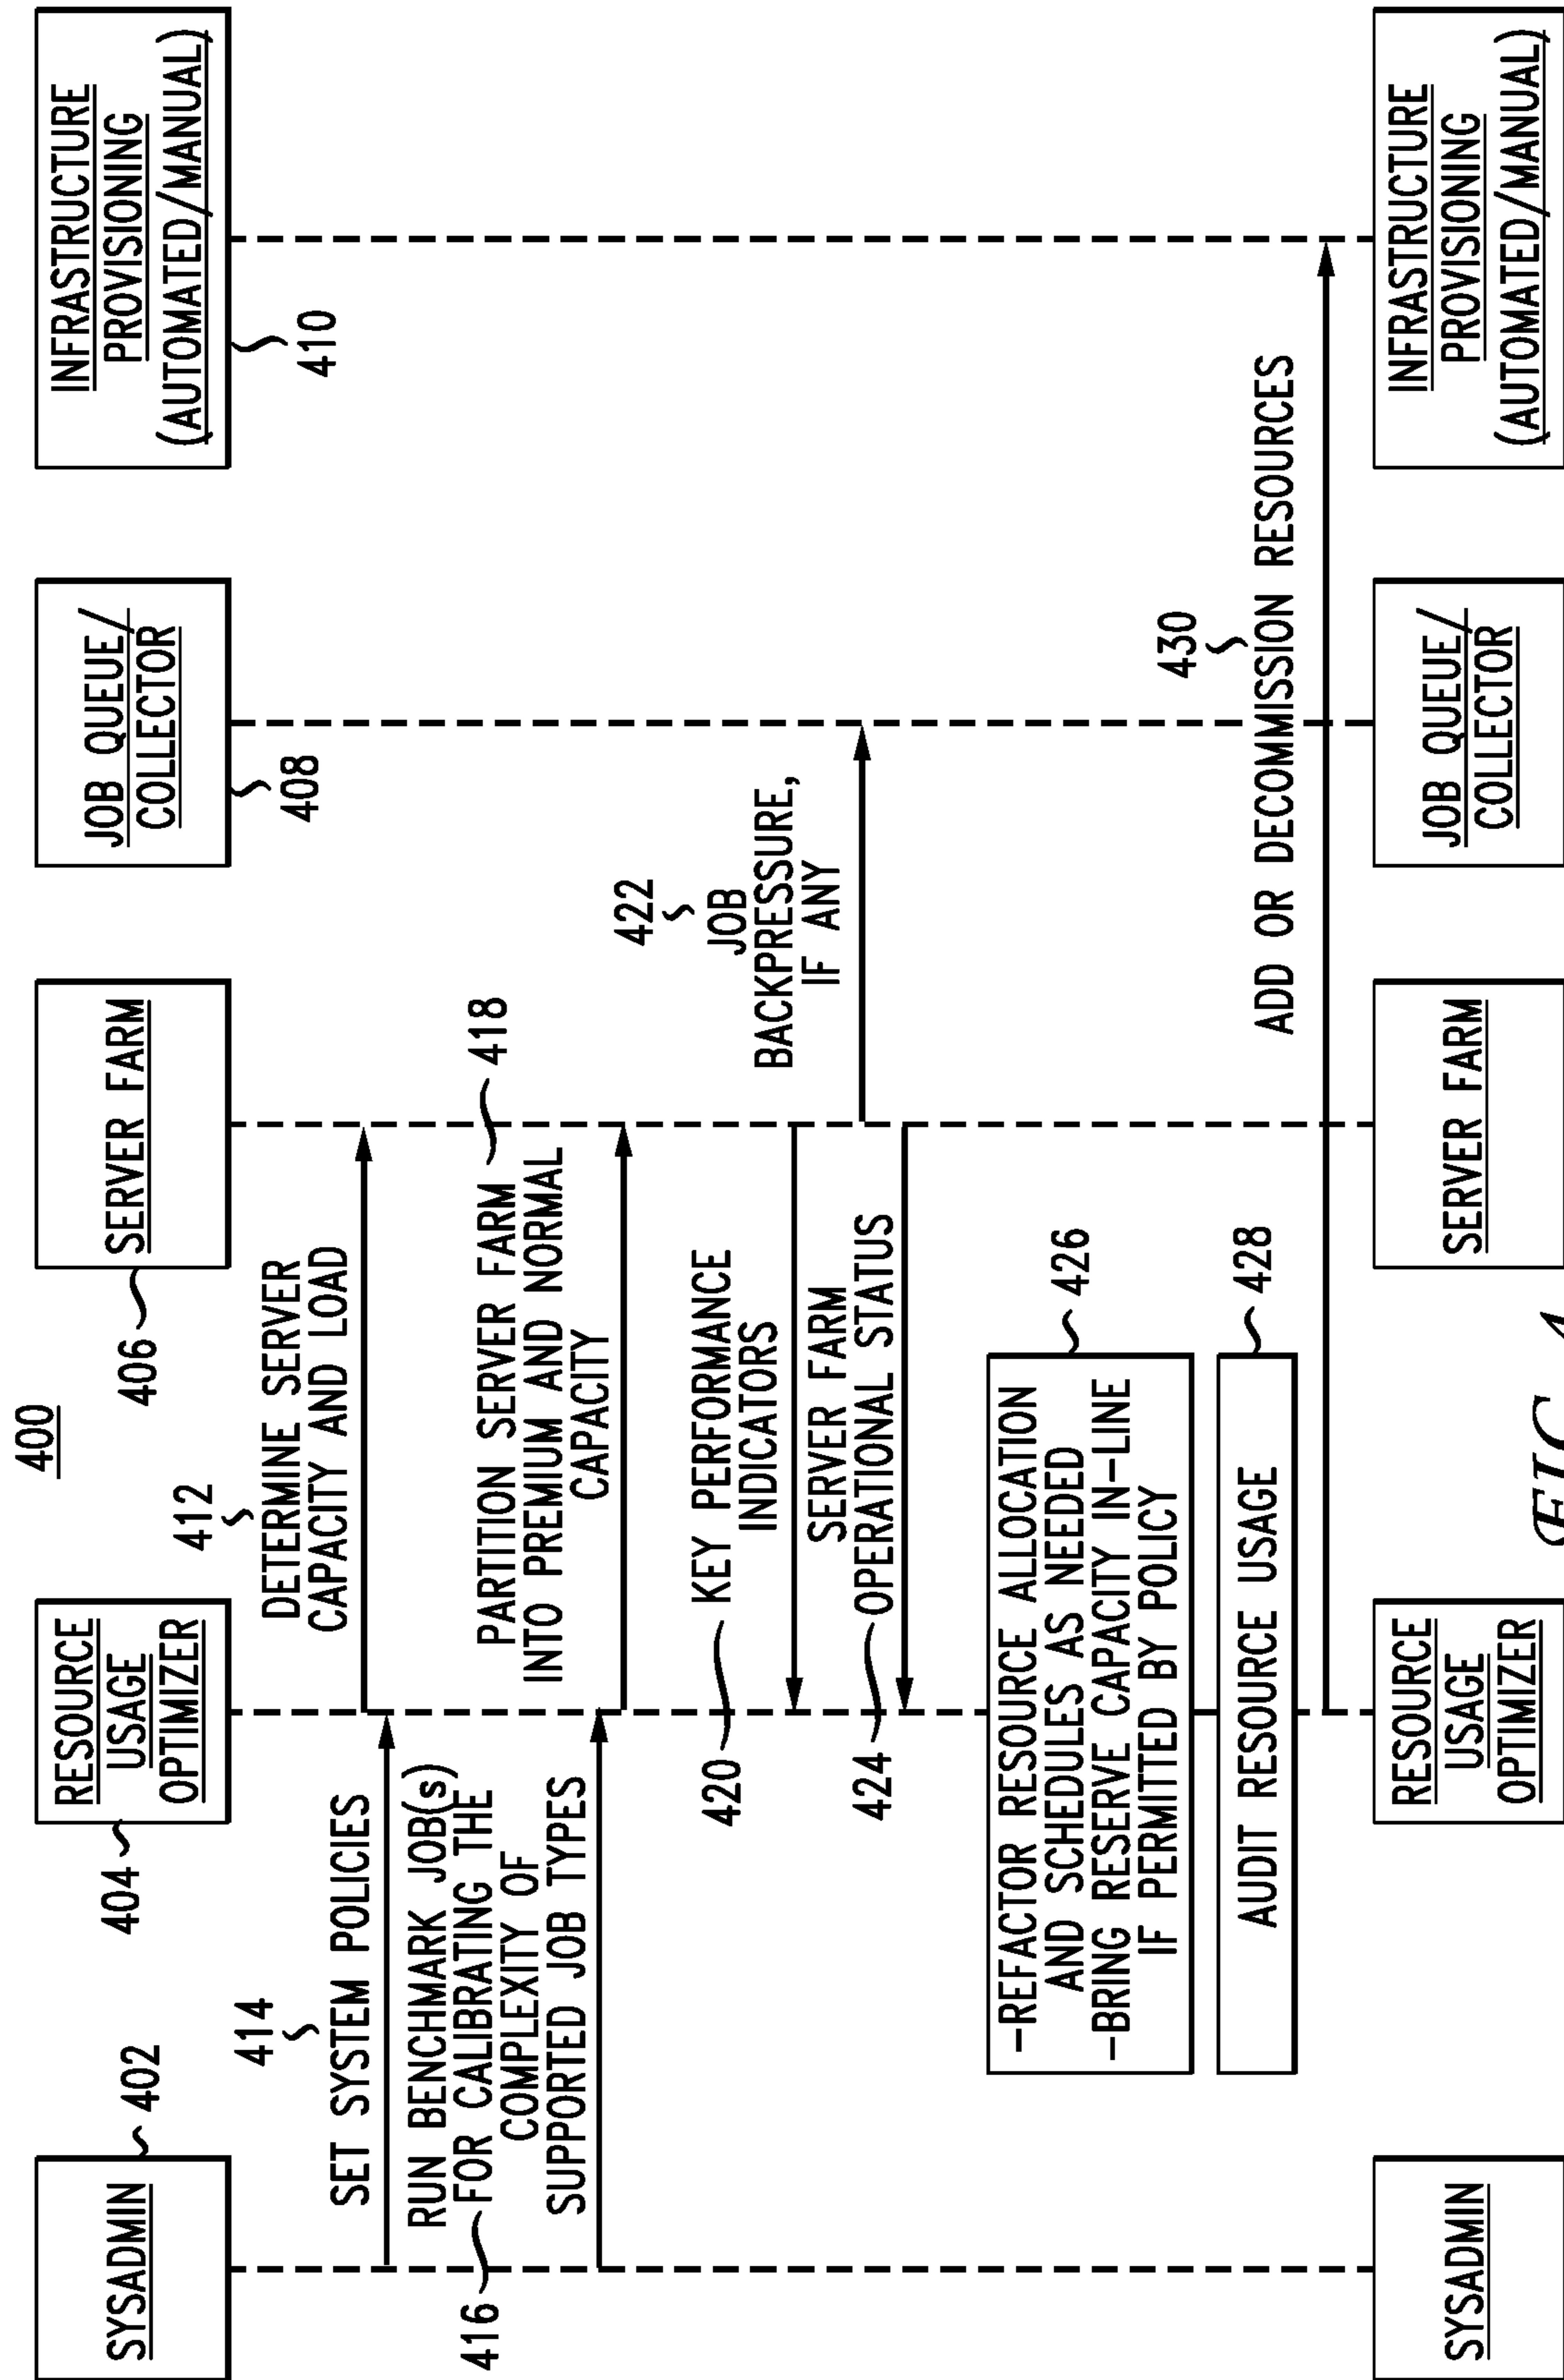 400
SYSADMIN
402
RESOURCE
USAGE
OPTIMIZER
404
SERVER FARM
406
JOB QUEUE/
COLLECTOR
408
INFRASTRUCTURE
PROVISIONING
(AUTOMATED/MANUAL)
410
412
DETERMINE SERVER
CAPACITY AND LOAD
414
SET SYSTEM POLICIES
416
RUN BENCHMARK JOB(s)
FOR CALIBRATING THE
COMPLEXITY OF
SUPPORTED JOB TYPES
PARTITION SERVER FARM
INTO PREMIUM AND NORMAL
CAPACITY
418
420
KEY PERFORMANCE
INDICATORS
422
JOB
BACKPRESSURE,
IF ANY
SERVER FARM
OPERATIONAL STATUS
424
-REFACTOR RESOURCE ALLOCATION
AND SCHEDULES AS NEEDED
-BRING RESERVE CAPACITY IN-LINE
IF PERMITTED BY POLICY
426
AUDIT RESOURCE USAGE
428
430
ADD OR DECOMMISSION RESOURCES
SYSADMIN
RESOURCE
USAGE
OPTIMIZER
SERVER FARM
JOB QUEUE/
COLLECTOR
INFRASTRUCTURE
PROVISIONING
(AUTOMATED/MANUAL)
FIG. 4